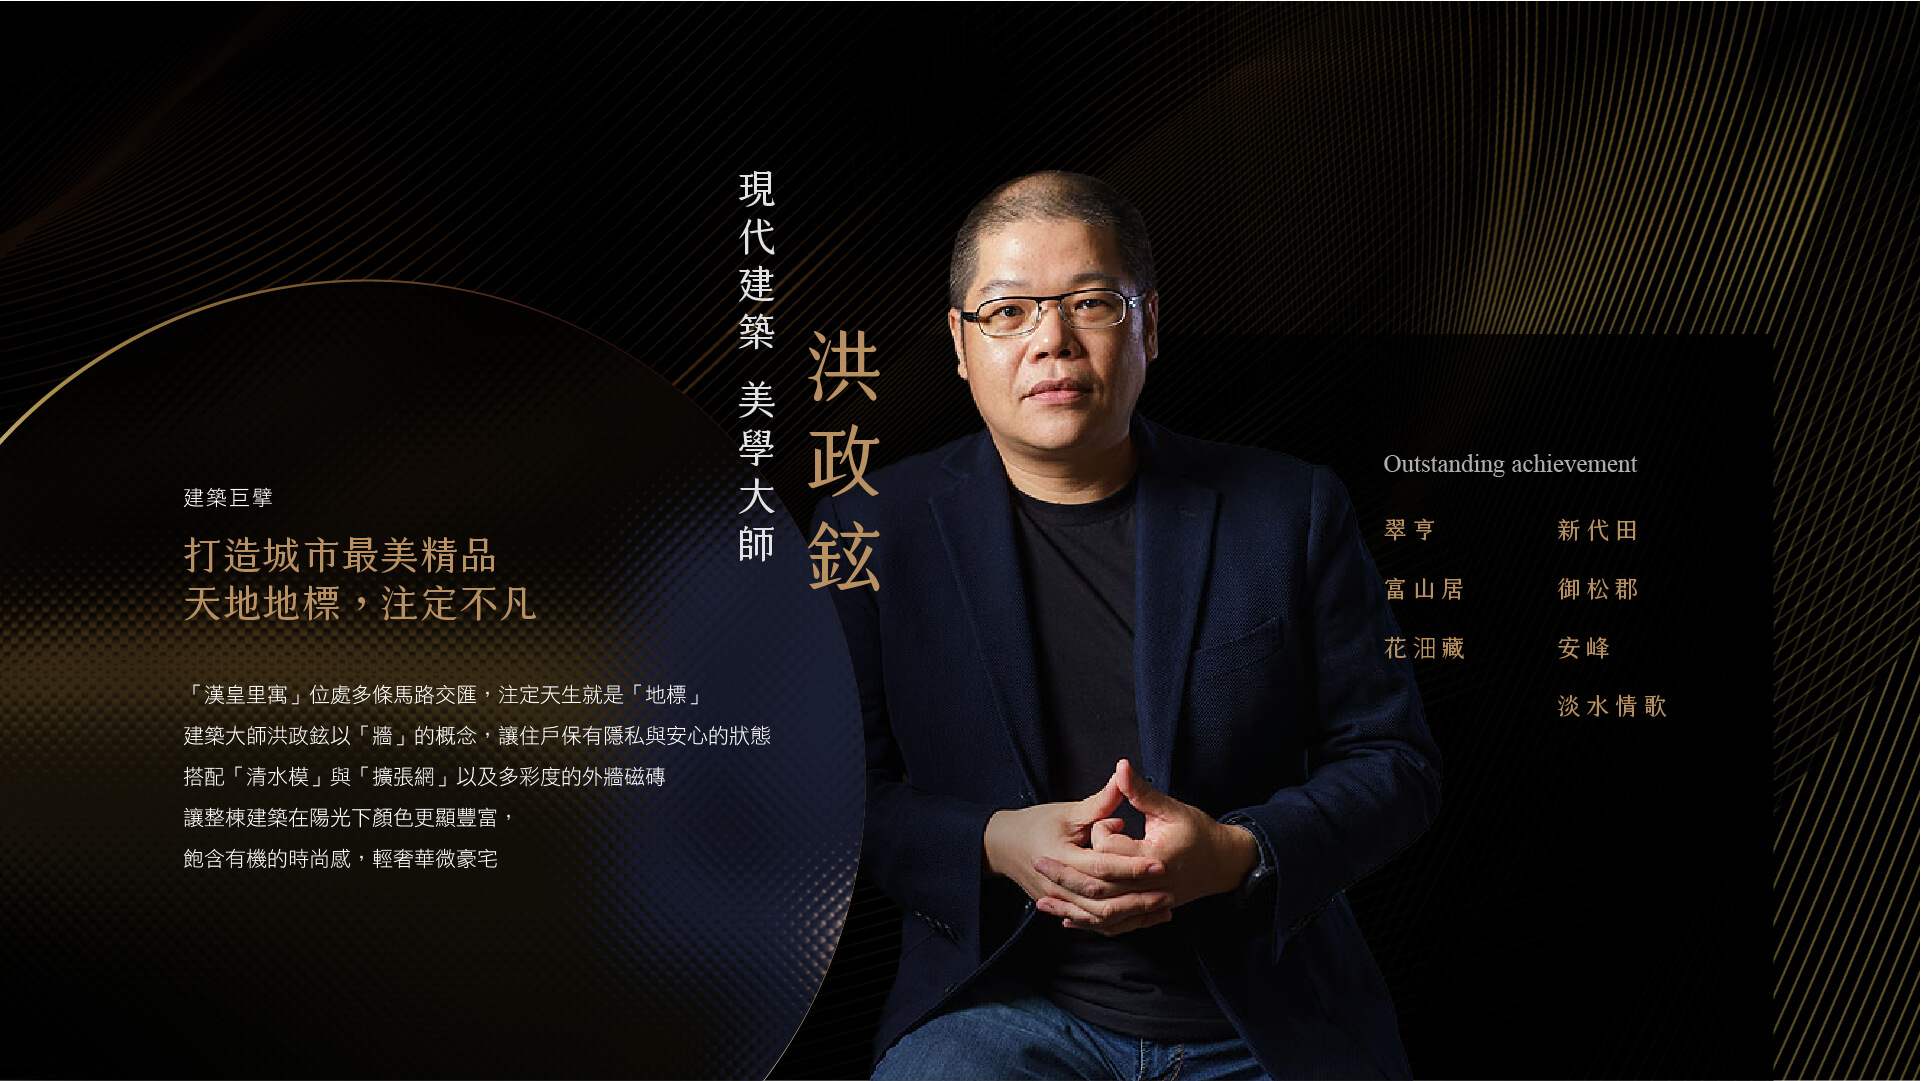 現代建築 美學大師
洪政鉉
建築巨擘
打造城市最美精品
天地地標，注定不凡
「漢皇里寓」位處多條馬路交匯，注定天生就是「地標」
建築大師洪政鉉以「牆」的概念，讓住戶保有隱私與安心的狀態
搭配「清水模」與「擴張網」以及多彩度的外牆磁磚
讓整棟建築在陽光下顏色更顯豐富，
飽含有機的時尚感，輕奢華微豪宅
Outstanding achievement
翠亨
富山居
花沺藏
新代田
御松郡
安峰
淡水情歌